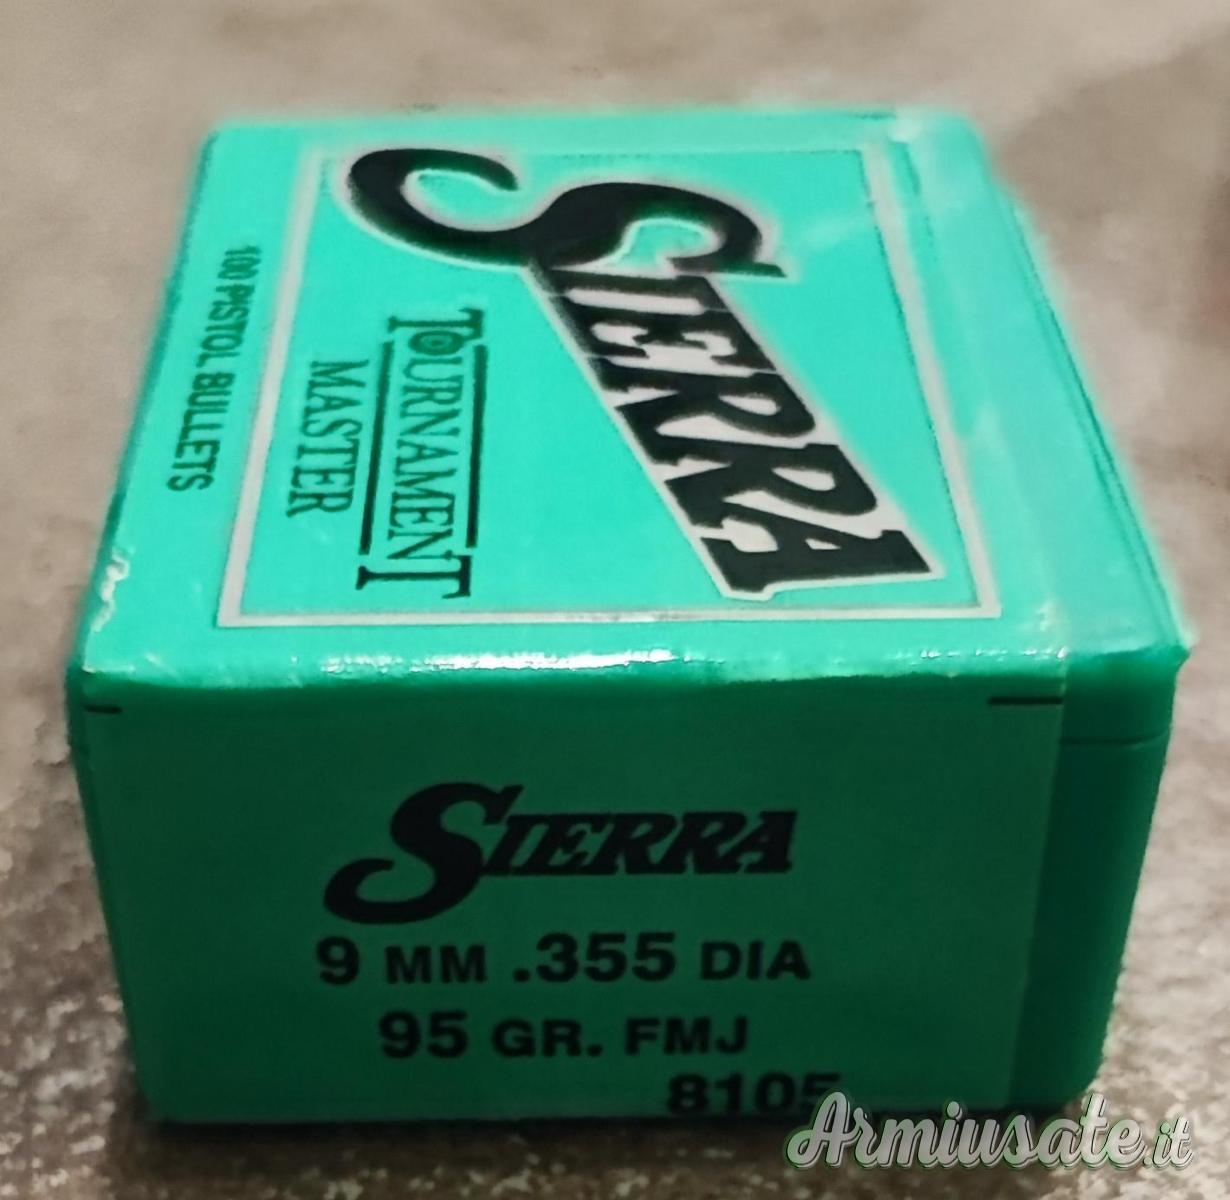 SIERRA
TOURNAMENT
MASTER
100 PISTOL BULLETS
SIERRA
9 MM .355 DIA
95 GR. FMJ
8105
Armiusate.it